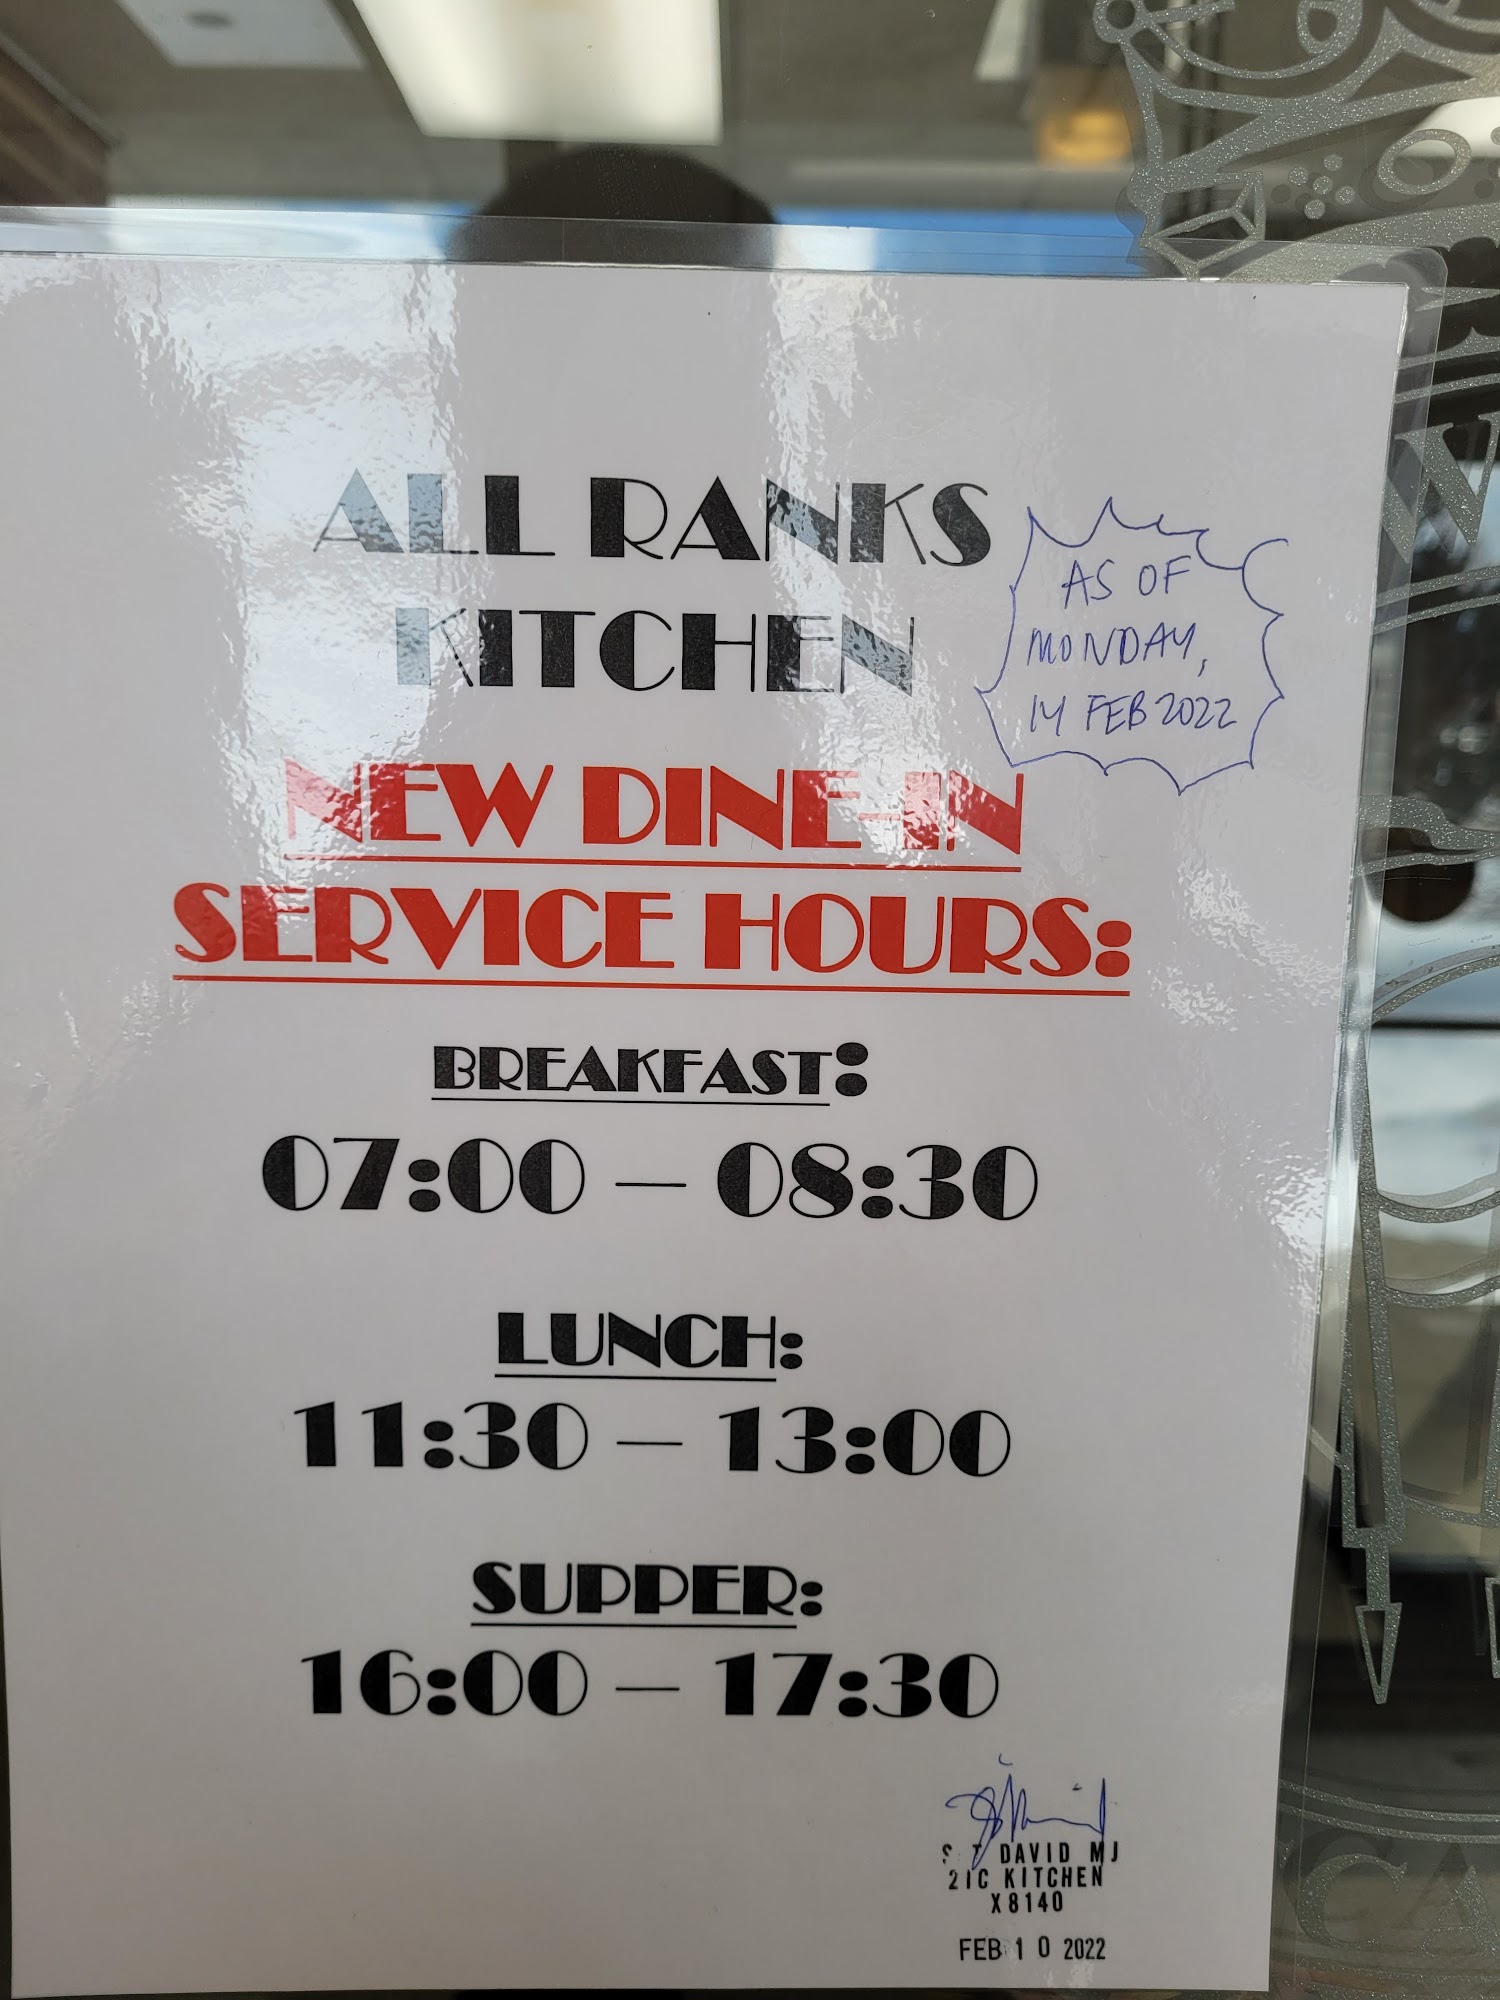 ALL RANKS
KITCHEN
AS OF
MONDAY,
14 FEB 2022
NEW DINE-IN
SERVICE HOURS:
BREAKFAST:
07:00 – 08:30
LUNCH:
11:30 – 13:00
SUPPER:
16:00 – 17:30
DAVID MJ
2IC KITCHEN
X8140
FEB 10 2022